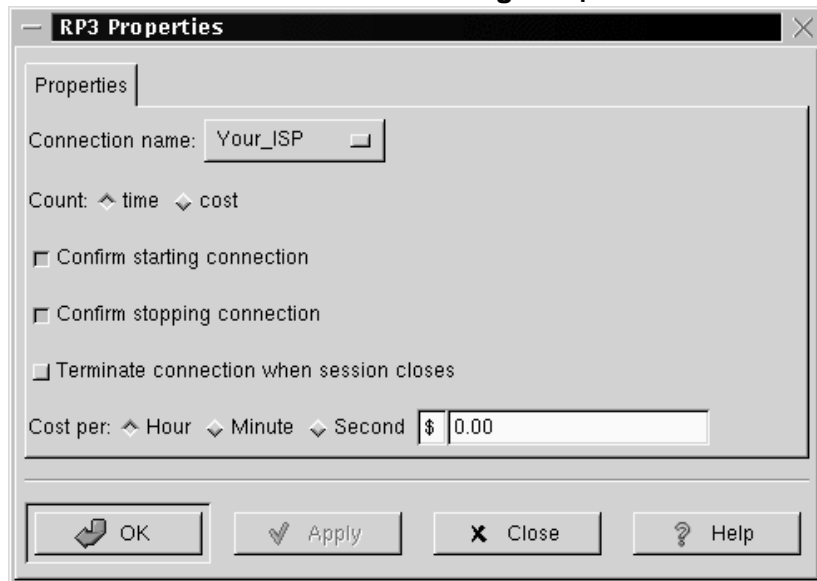 RP3 Properties
Properties
Connection name: Your_ISP
Count: time cost
Confirm starting connection
Confirm stopping connection
Terminate connection when session closes
Cost per: Hour Minute Second $ 0.00
OK Apply Close Help